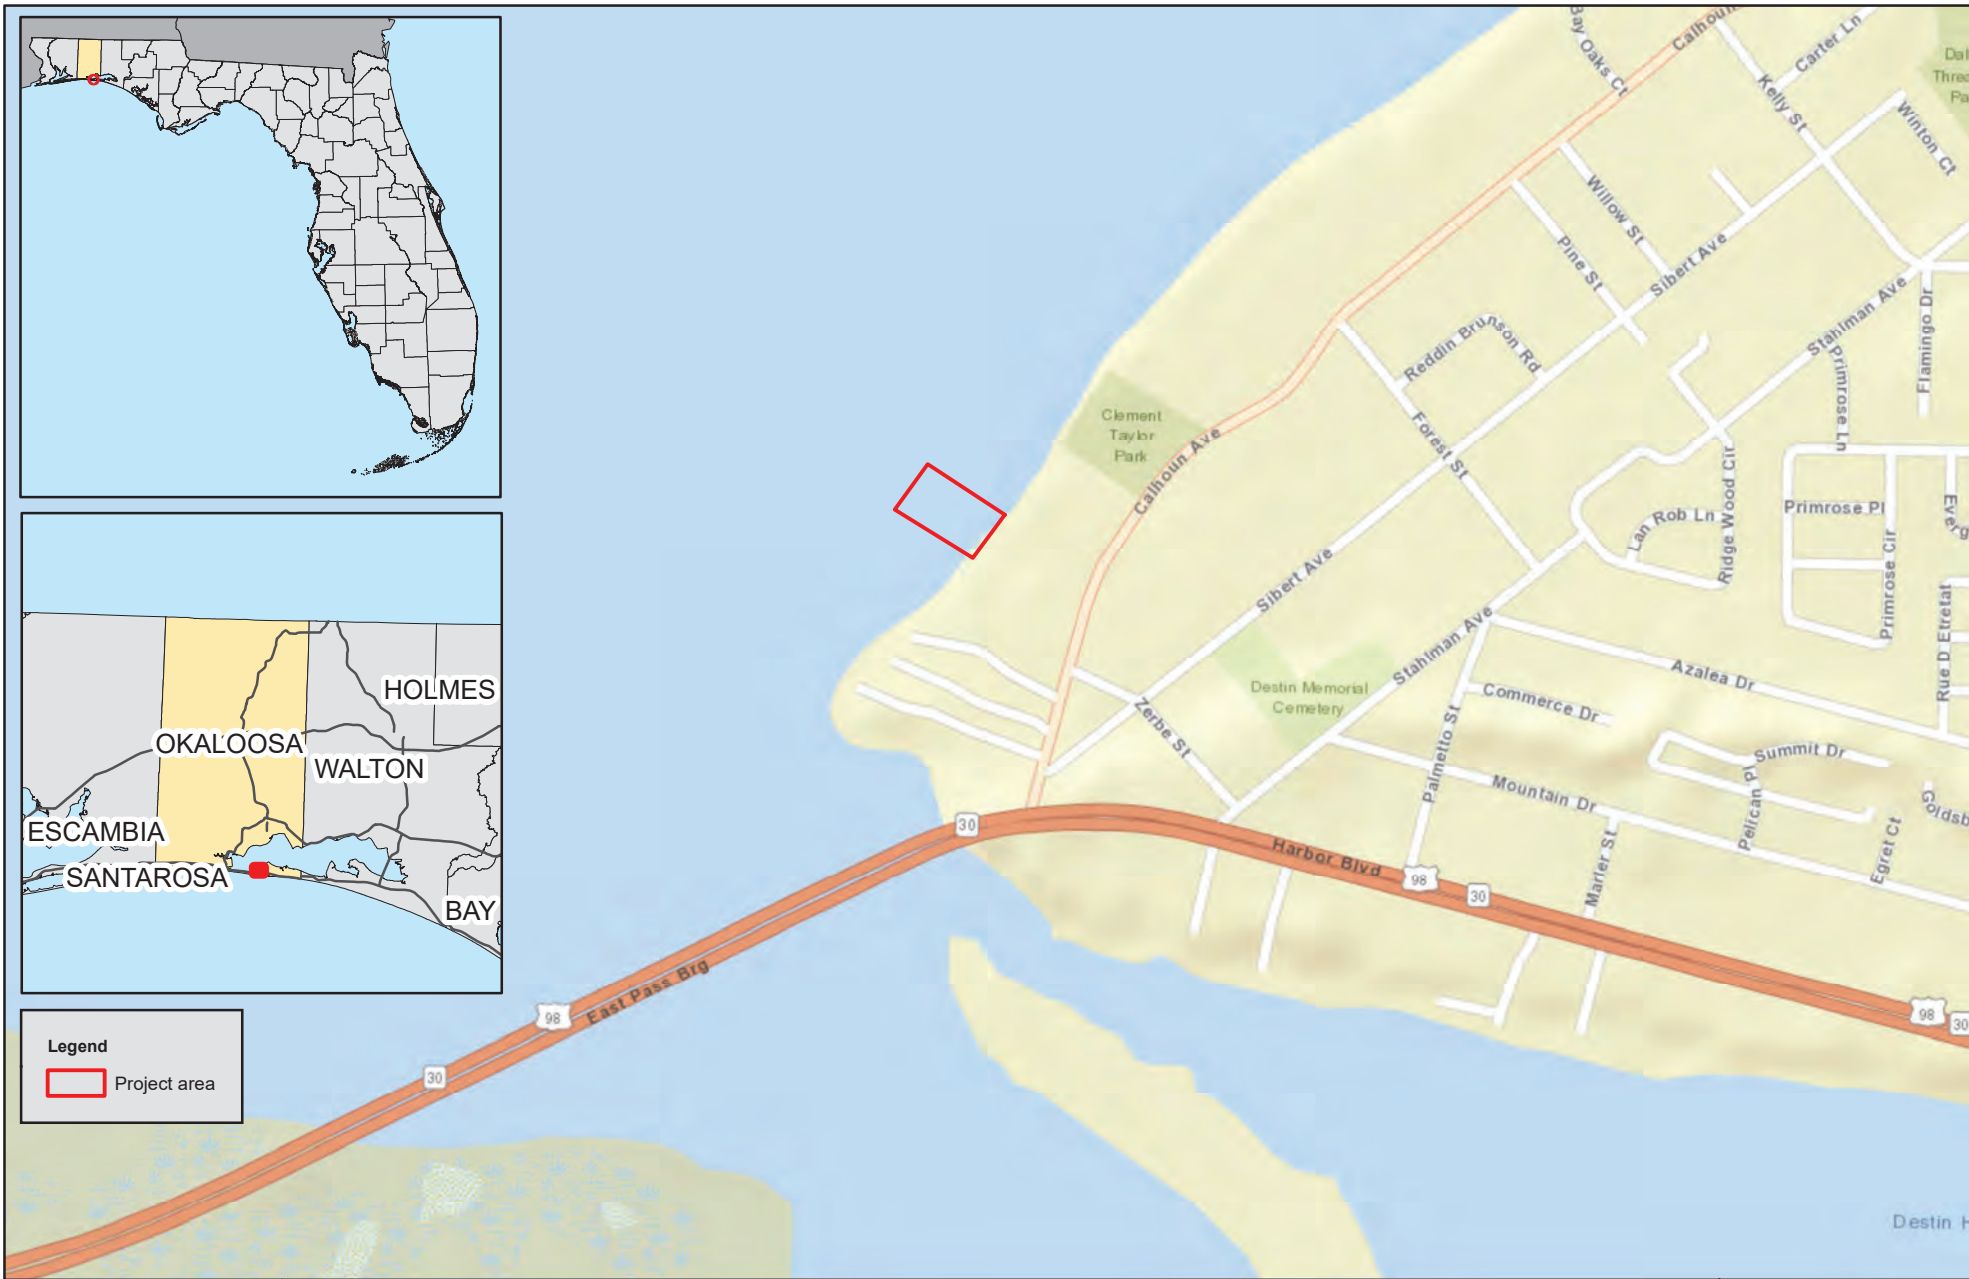 HOLMES
OKALOOSA
WALTON
ESCAMBIA
SANTAROSA
BAY
Legend
Project area
Bay Oaks Ct
Calhoun
Carter Ln
Kelly St
Winton Ct
Willow St
Pine St
Sibert Ave
Stahlman Ave
Flamingo Dr
Primrose Ln
Reddin Brunson Rd
Forest St
Clement
Taylor
Park
Calhoun Ave
Ridge Wood Cir
Lan Rob Ln
Primrose Pl
Primrose Cir
Rue D Etretat
Sibert Ave
Stahlman Ave
Azalea Dr
Destin Memorial
Cemetery
Zerbe St
Palmetto St
Commerce Dr
Summit Dr
Pelican Pl
Mountain Dr
Marler St
Egret Ct
30
Harbor Blvd
98
30
98
30
East Pass Brg
98
30
Destin